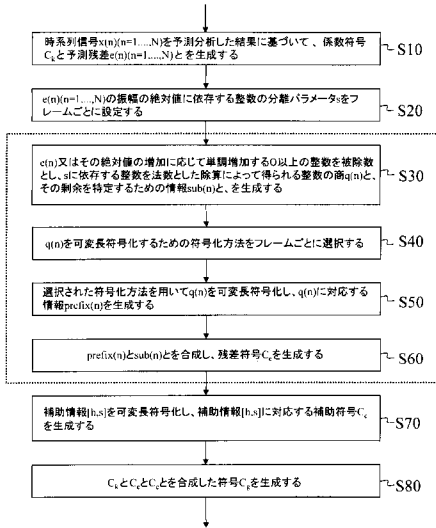 時系列信号x(n)(n=1...,N)を予測分析した結果に基づいて、係数符号
Ckと予測残差e(n)(n=1...,N)とを生成する
S10
e(n)(n=1...,N)の振幅の絶対値に依存する整数の分離パラメータsを
フレームごとに設定する
S20
e(n)又はその絶対値の増加に応じて単調増加する0以上の整数を被除数
とし、sに依存する整数を法数とした除算によって得られる整数の商q(n)と、
その剰余を特定するための情報sub(n)と、を生成する
S30
q(n)を可変長符号化するための符号化方法をフレームごとに選択する
S40
選択された符号化方法を用いてq(n)を可変長符号化し、q(n)に対応する
情報prefix(n)を生成する
S50
prefix(n)とsub(n)とを合成し、残差符号Ceを生成する
S60
補助情報[h,s]を可変長符号化し、補助情報[h,s]に対応する補助符号Cc
を生成する
S70
CkとCeとCcとを合成した符号Cgを生成する
S80